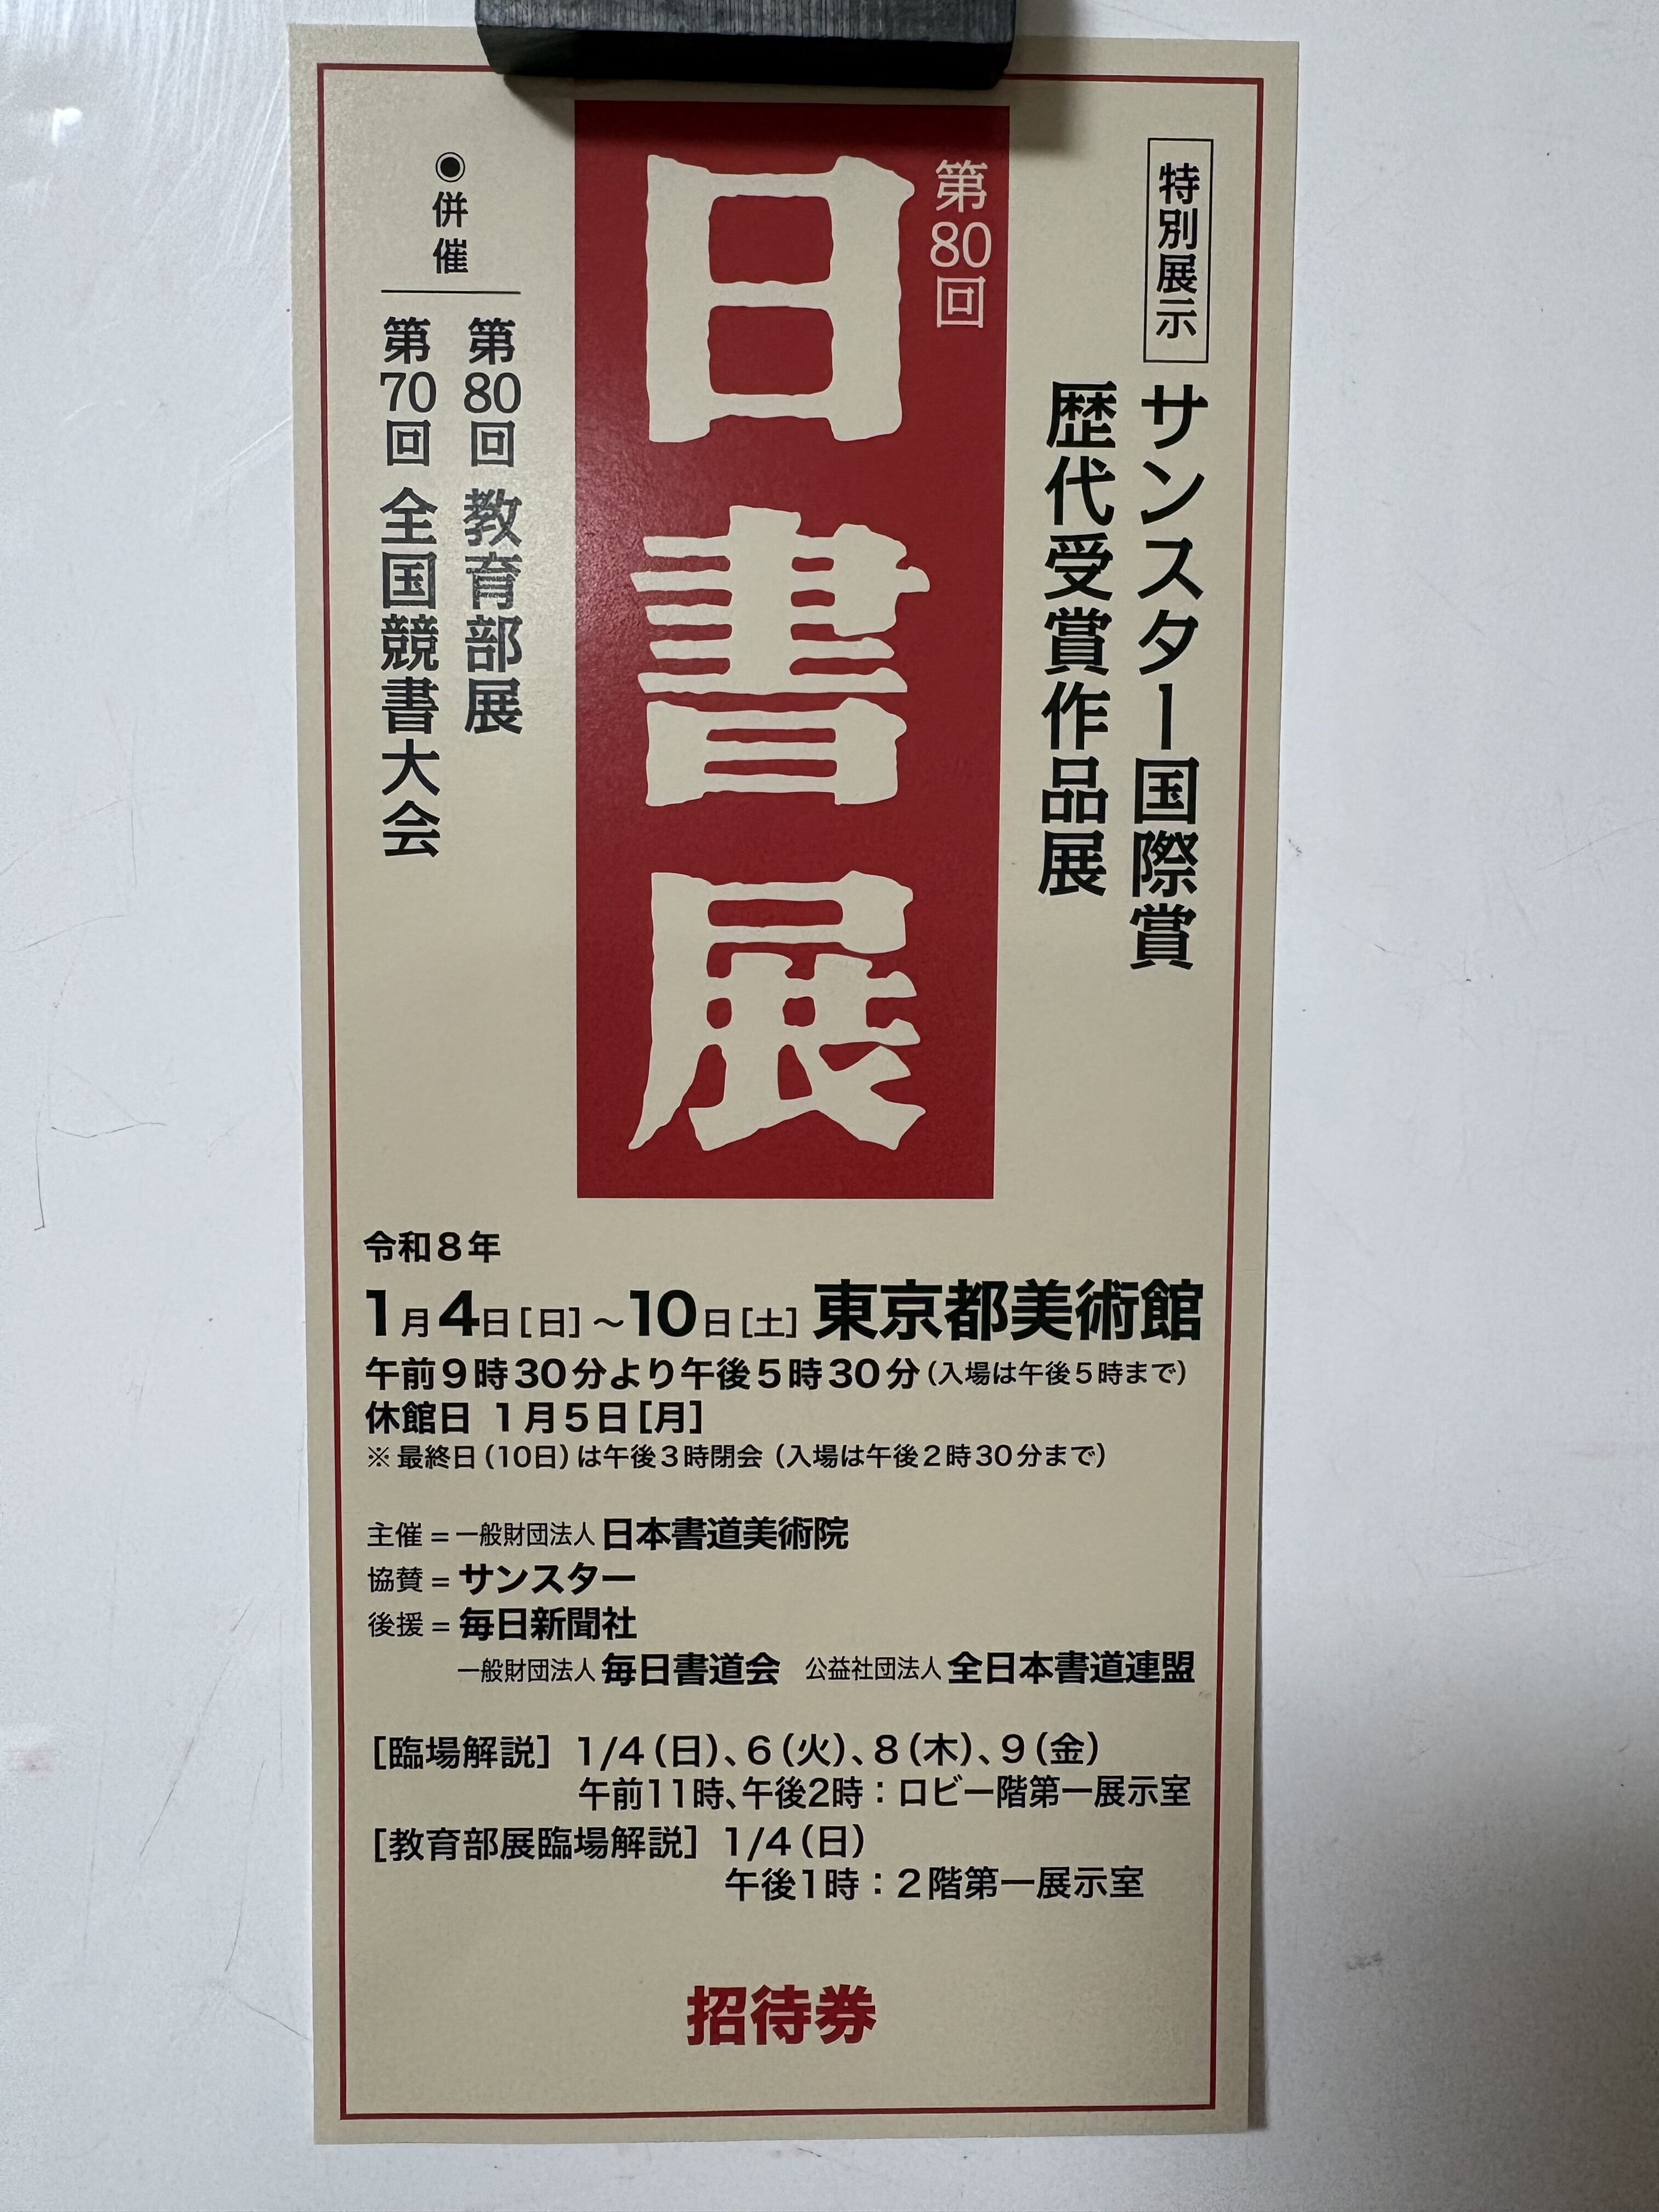 特別展示
サンスター国際賞
歴代受賞作品展
第80回
日書展
◉併催
第80回 教育部展
第70回 全国競書大会
令和8年
1月4日[日]～10日[土] 東京都美術館
午前9時30分より午後5時30分(入場は午後5時まで)
休館日 1月5日[月]
※最終日(10日)は午後3時閉会(入場は午後2時30分まで)
主催=一般財団法人 日本書道美術院
協賛=サンスター
後援=毎日新聞社
一般財団法人 毎日書道会 公益社団法人 全日本書道連盟
[臨場解説] 1/4(日)、6(火)、8(木)、9(金)
午前11時、午後2時：ロビー階第一展示室
[教育部展臨場解説] 1/4(日)
午後1時：2階第一展示室
招待券